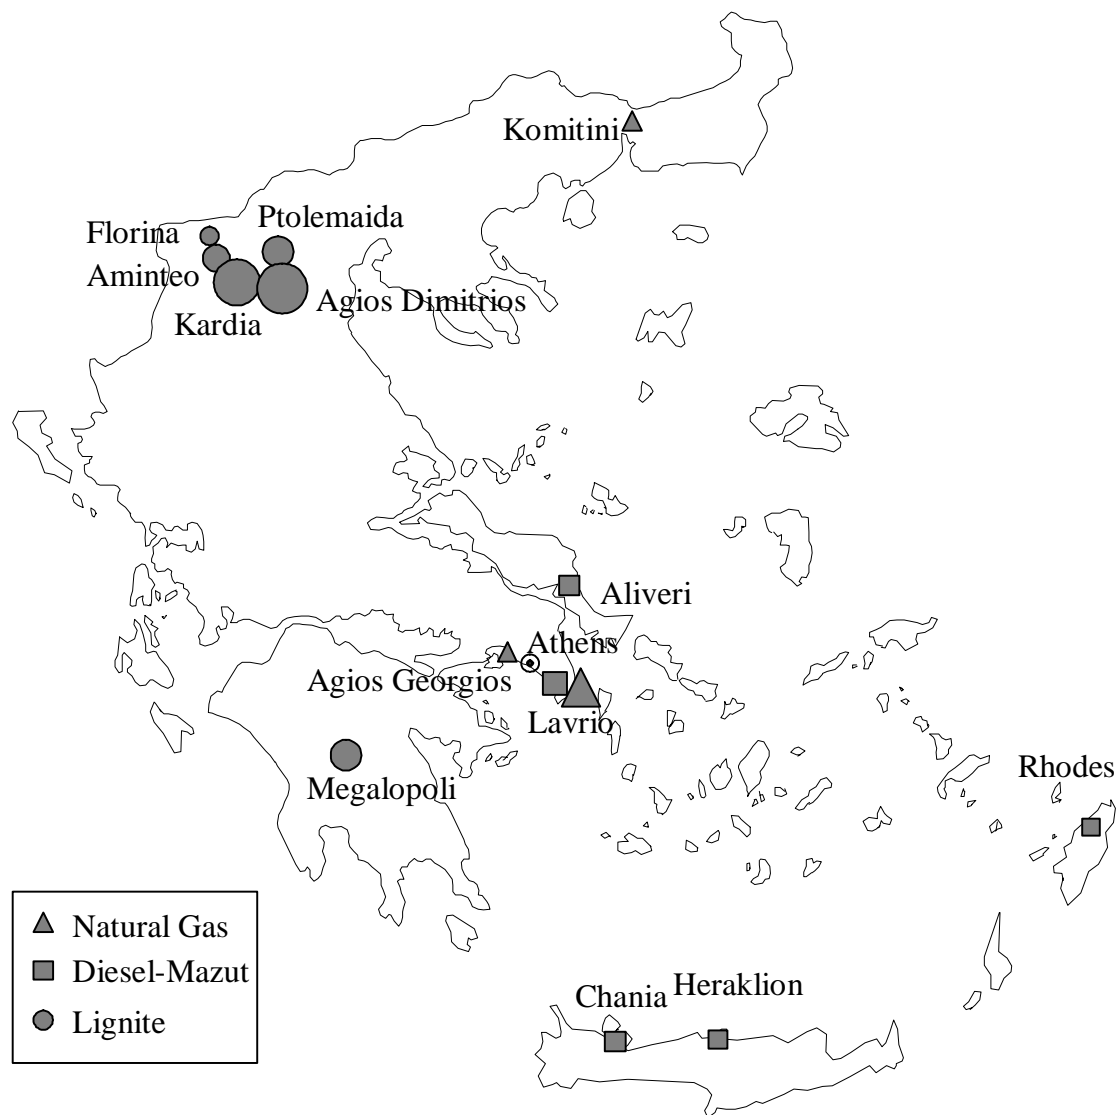 Komitini
Ptolemaida
Florina
Aminteo
Agios Dimitrios
Kardia
Aliveri
Athens
Agios Georgios
Lavrio
Rhodes
Megalopoli
Natural Gas
Diesel-Mazut
Lignite
Chania
Heraklion